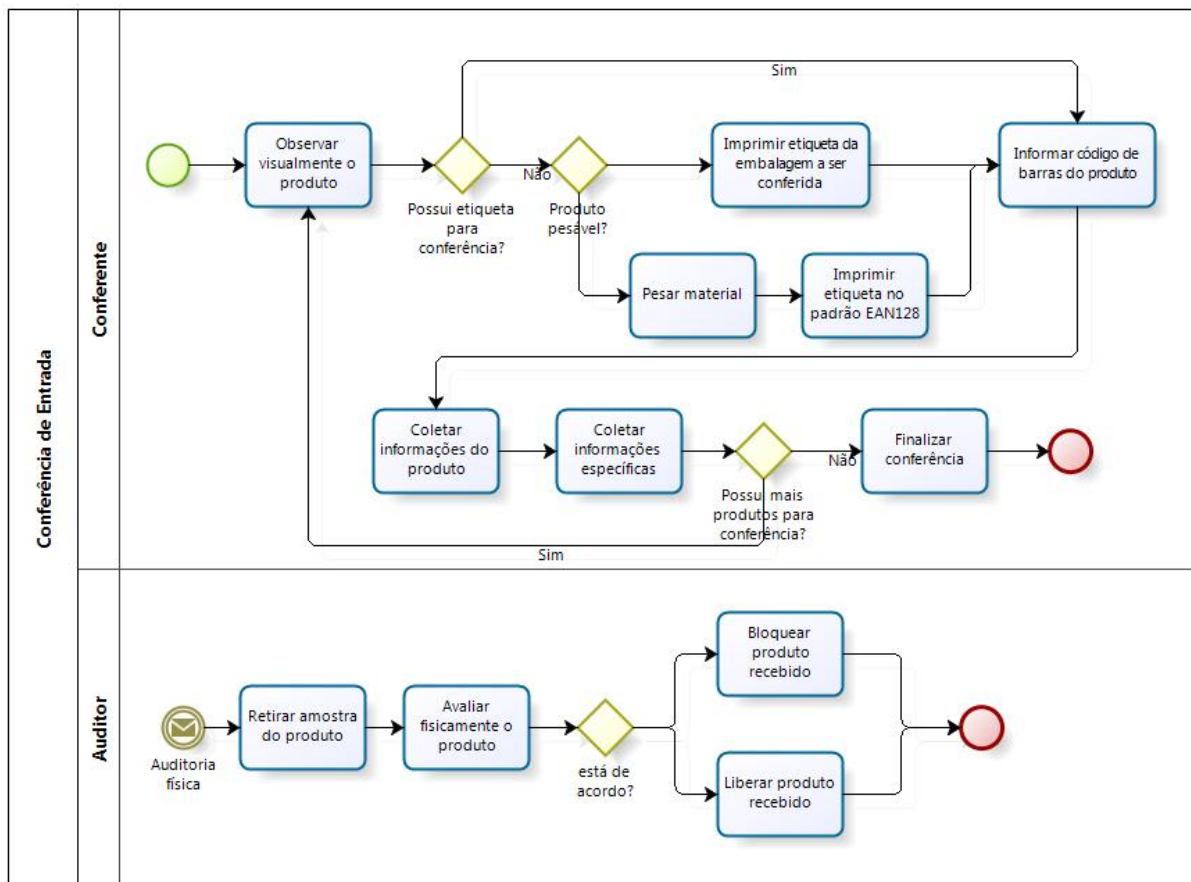 Conferência de Entrada
Conferente
Sim
Observar
visualmente o
produto
Possui etiqueta
para
conferência?
Não
Produto
pesável?
Imprimir etiqueta da
embalagem a ser
conferida
Informar código de
barras do produto
Pesar material
Imprimir
etiqueta no
padrão EAN128
Coletar
informações do
produto
Coletar
informações
específicas
Possui mais
produtos para
conferência?
Não
Finalizar
conferência
Sim
Auditor
Auditoria
física
Retirar amostra
do produto
Avaliar
fisicamente o
produto
está de
acordo?
Bloquear
produto
recebido
Liberar produto
recebido